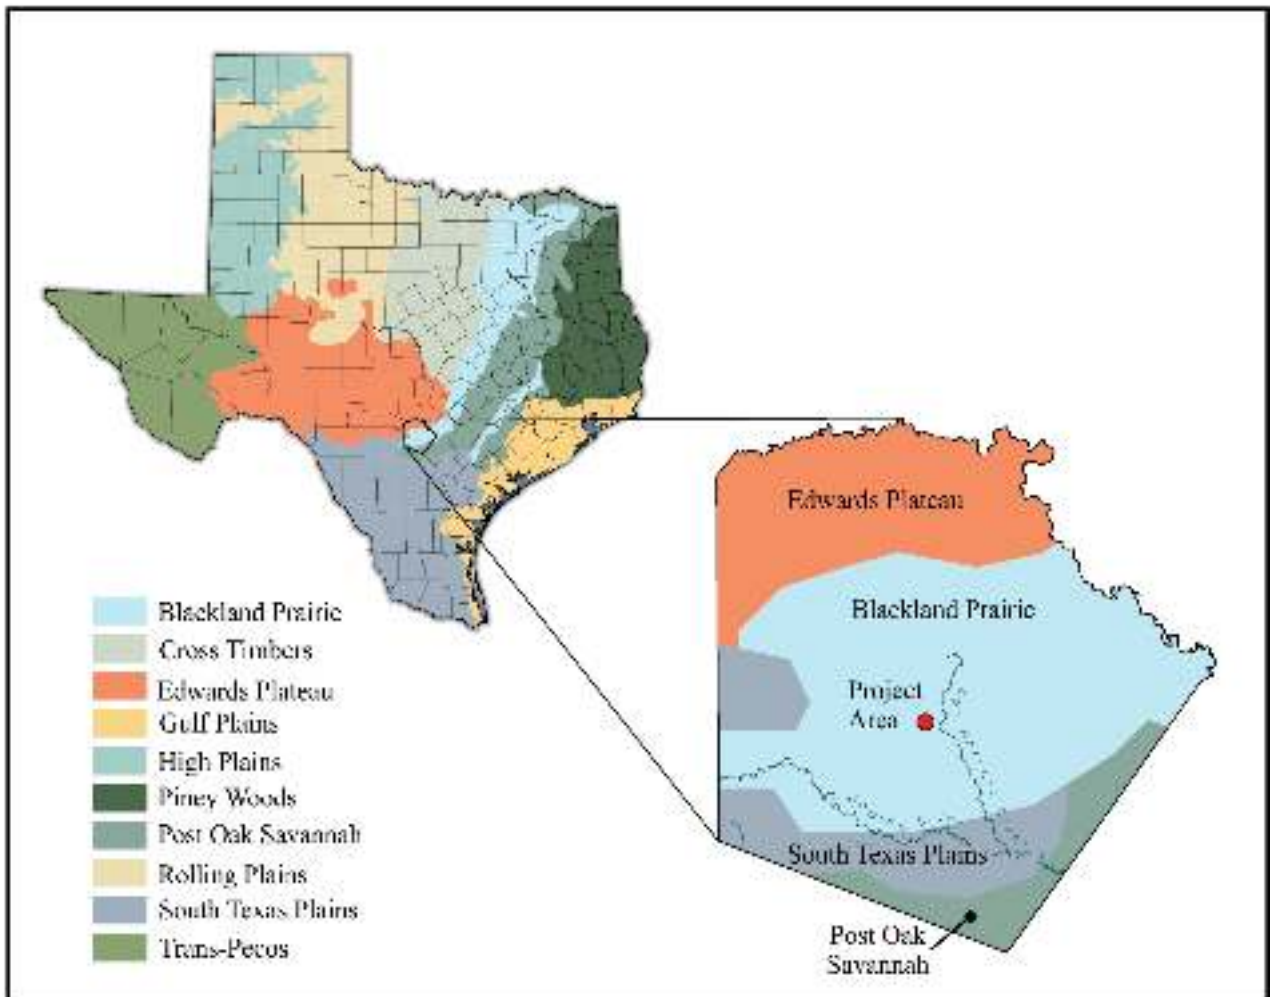 Blackland Prairie
Cross Timbers
Edwards Plateau
Gulf Plains
High Plains
Piney Woods
Post Oak Savannah
Rolling Plains
South Texas Plains
Trans-Pecos
Edwards Plateau
Blackland Prairie
Project
Area
South Texas Plains
Post Oak
Savannah